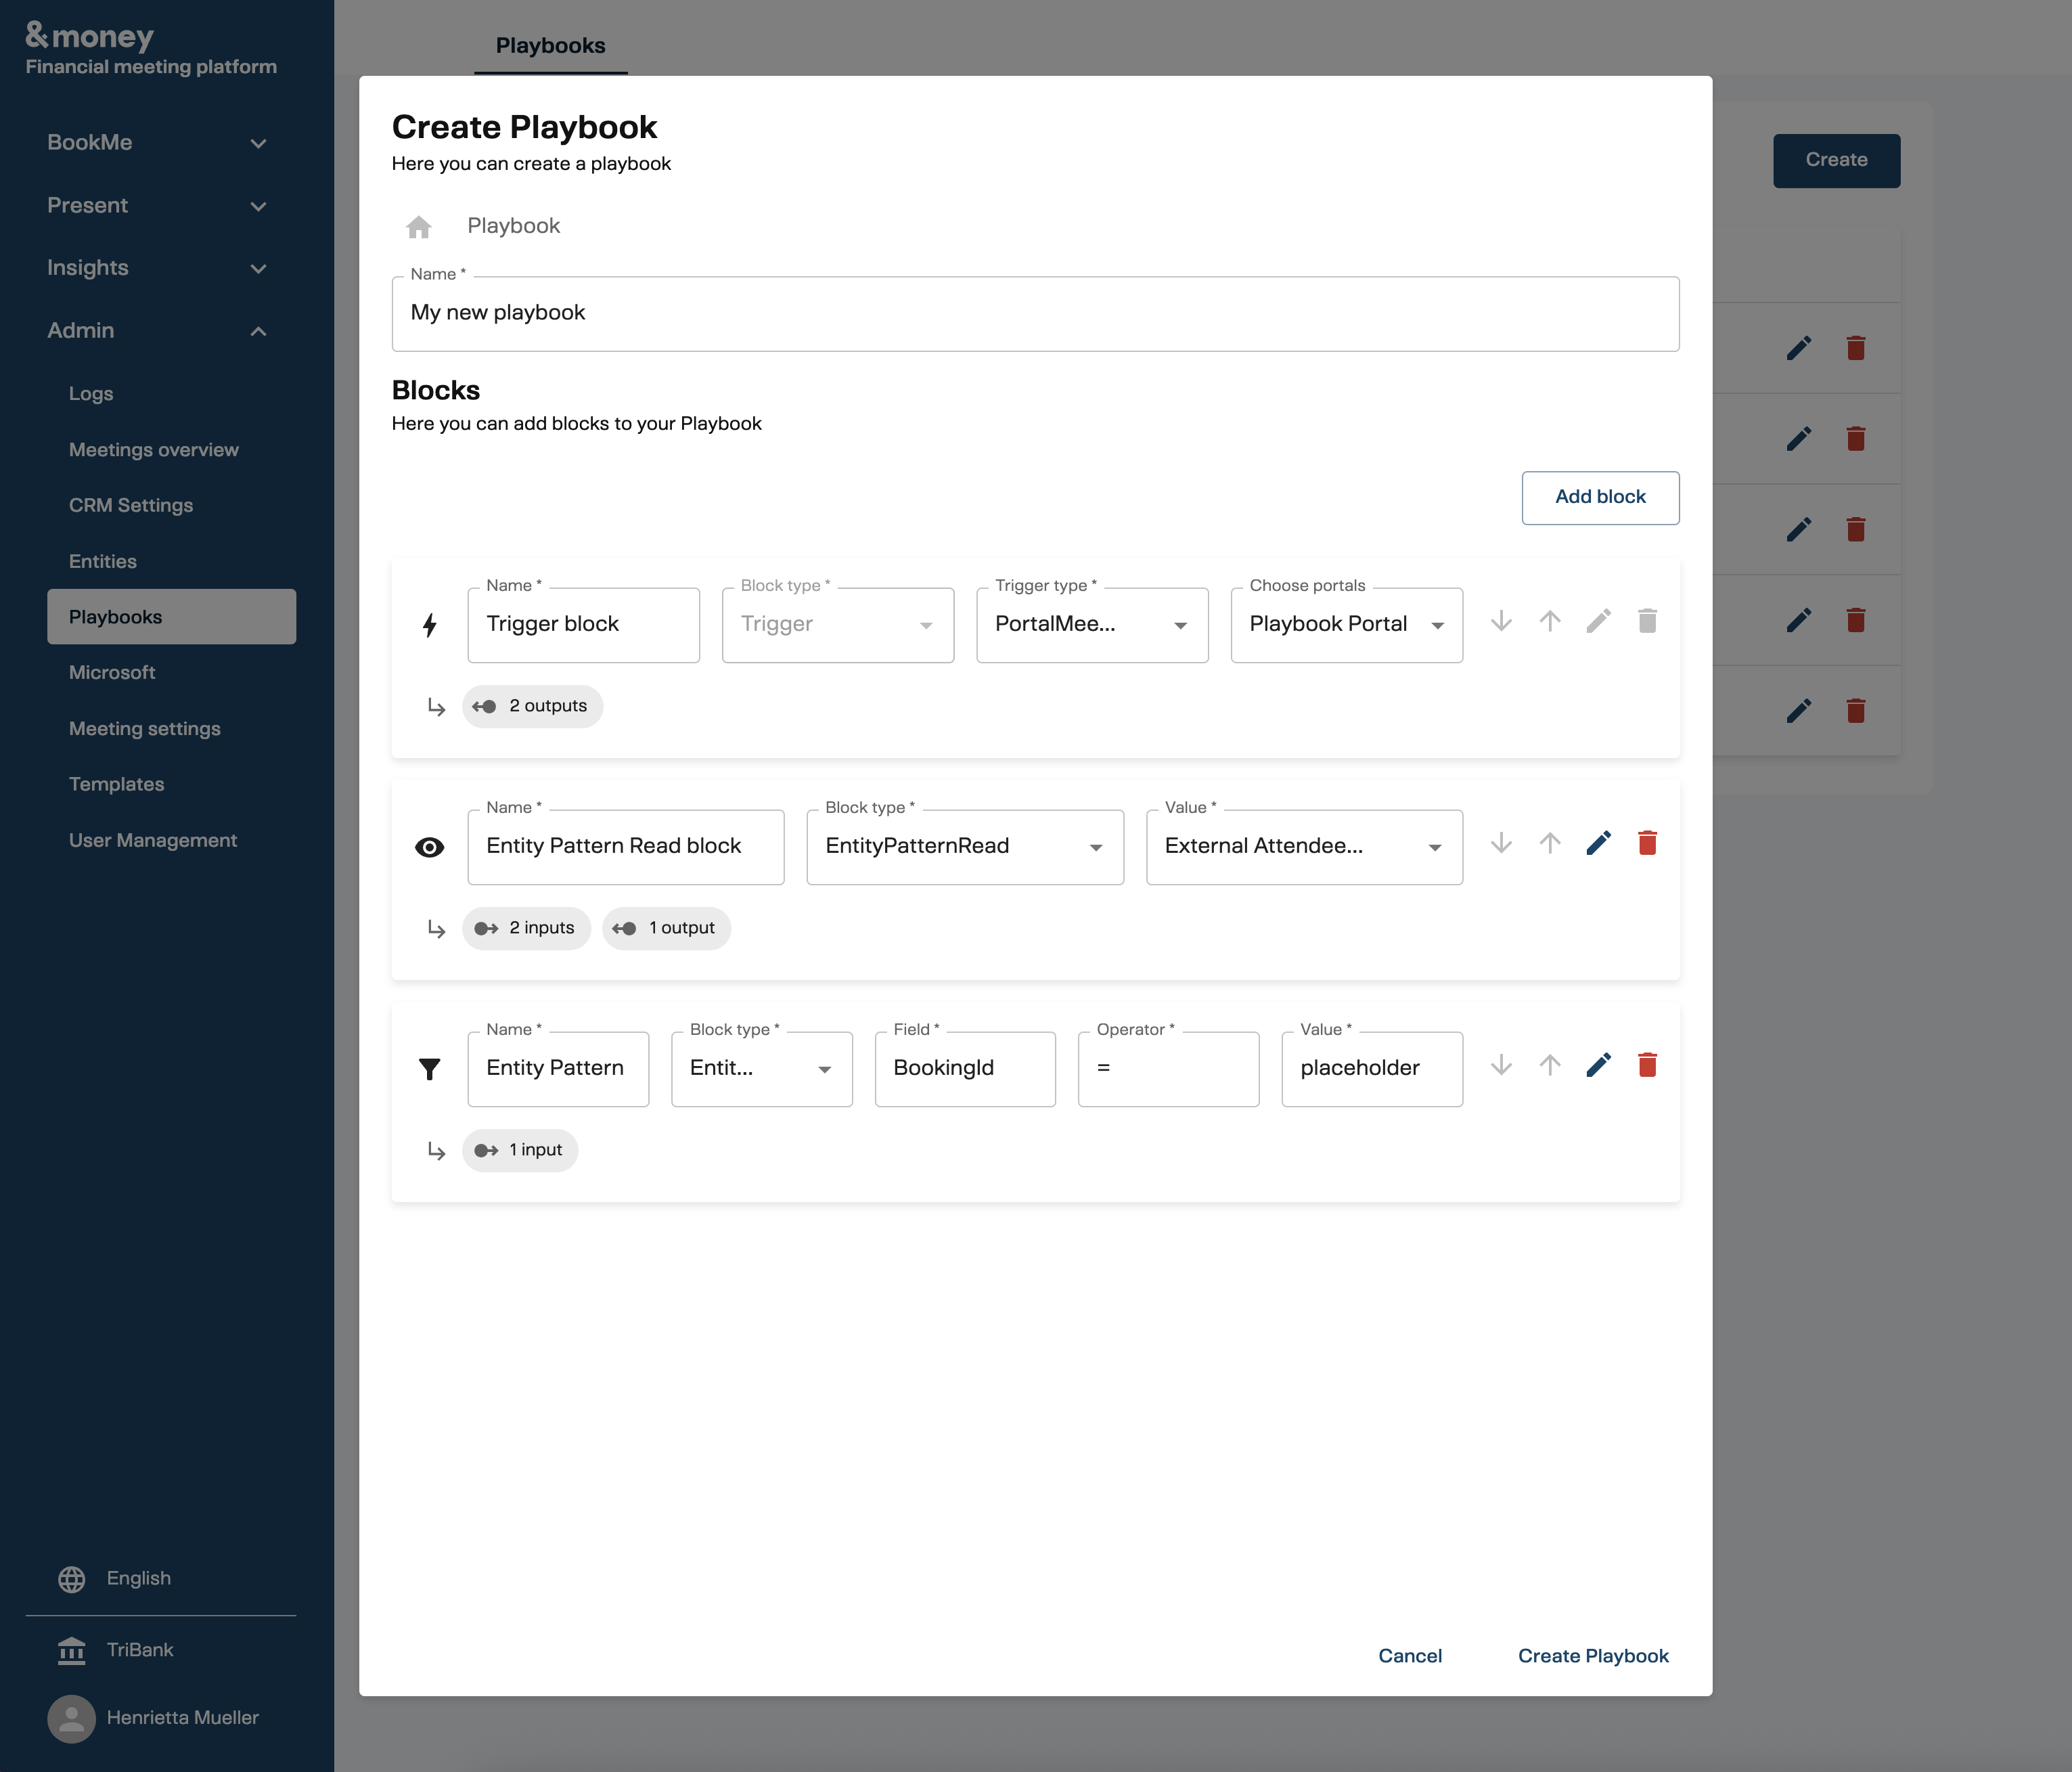 &money
Financial meeting platform
BookMe
Present
Insights
Admin
Logs
Meetings overview
CRM Settings
Entities
Playbooks
Microsoft
Meeting settings
Templates
User Management
English
TriBank
Henrietta Mueller
Playbooks
Create
Create Playbook
Here you can create a playbook
Playbook
Name *
My new playbook
Blocks
Here you can add blocks to your Playbook
Add block
Name * Block type * Trigger type * Choose portals
Trigger block Trigger PortalMee... Playbook Portal
2 outputs
Name * Block type * Value *
Entity Pattern Read block EntityPatternRead External Attendee...
2 inputs 1 output
Name * Block type * Field * Operator * Value *
Entity Pattern Entit... BookingId = placeholder
1 input
Cancel Create Playbook